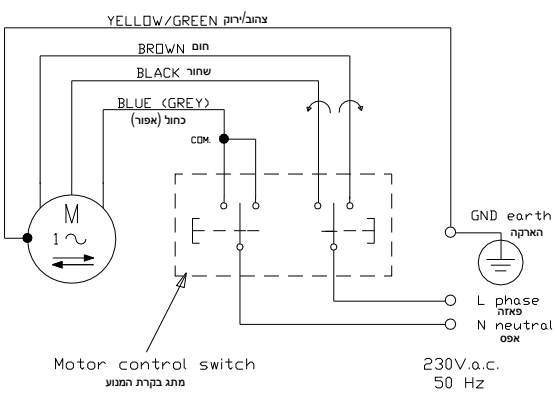 YELLOW/GREEN צהוב/ירוק
BROWN חום
BLACK שחור
BLUE (GREY)
כחול (אפור)
COM.
M
1
GND earth
הארקה
L phase
פאזה
N neutral
אפס
Motor control switch
מתג בקרת המנוע
230V.a.c.
50 Hz